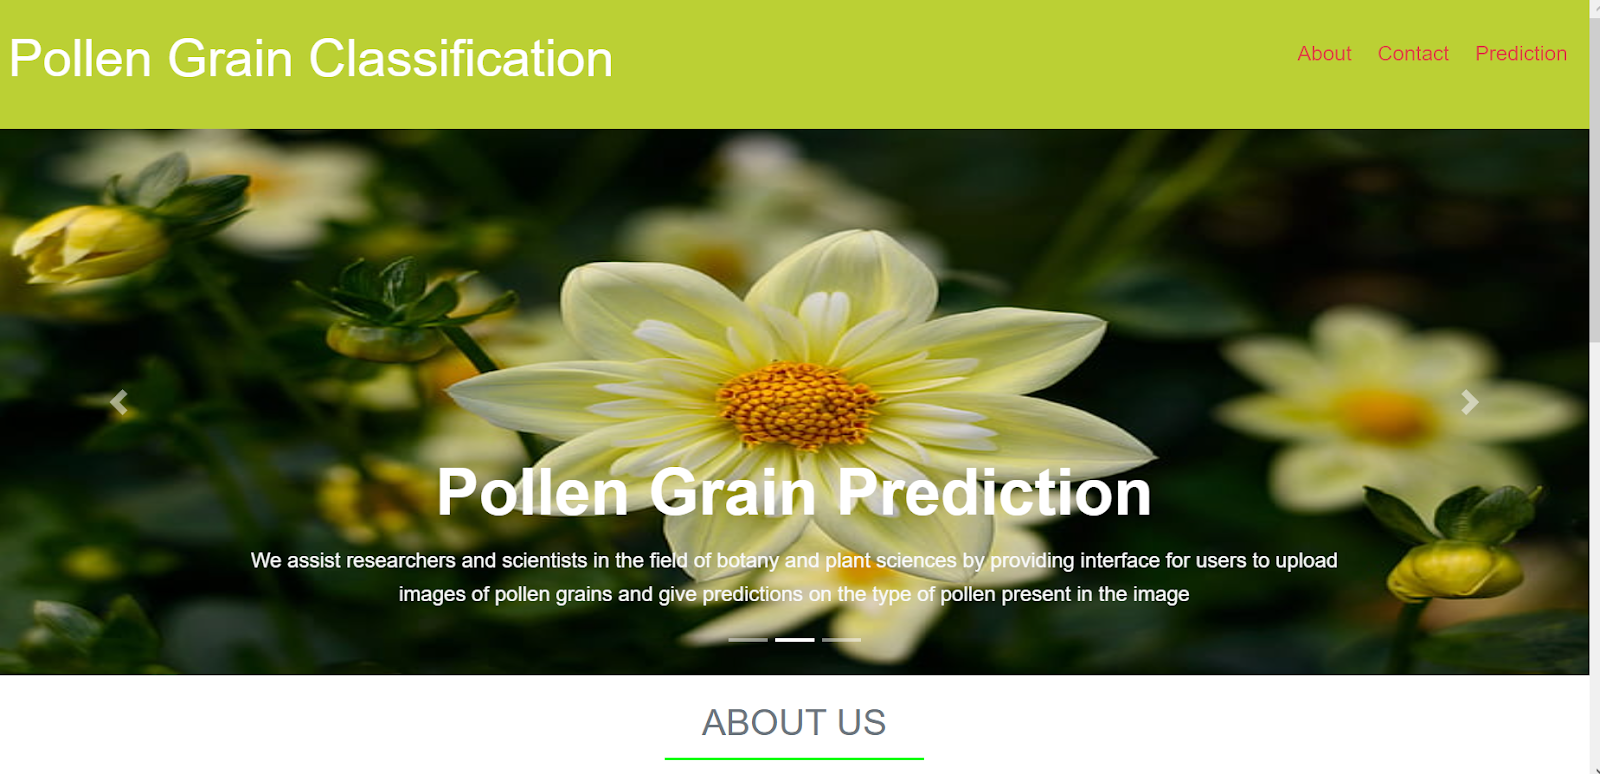 Pollen Grain Classification
About Contact Prediction
Pollen Grain Prediction
We assist researchers and scientists in the field of botany and plant sciences by providing interface for users to upload
images of pollen grains and give predictions on the type of pollen present in the image
ABOUT US